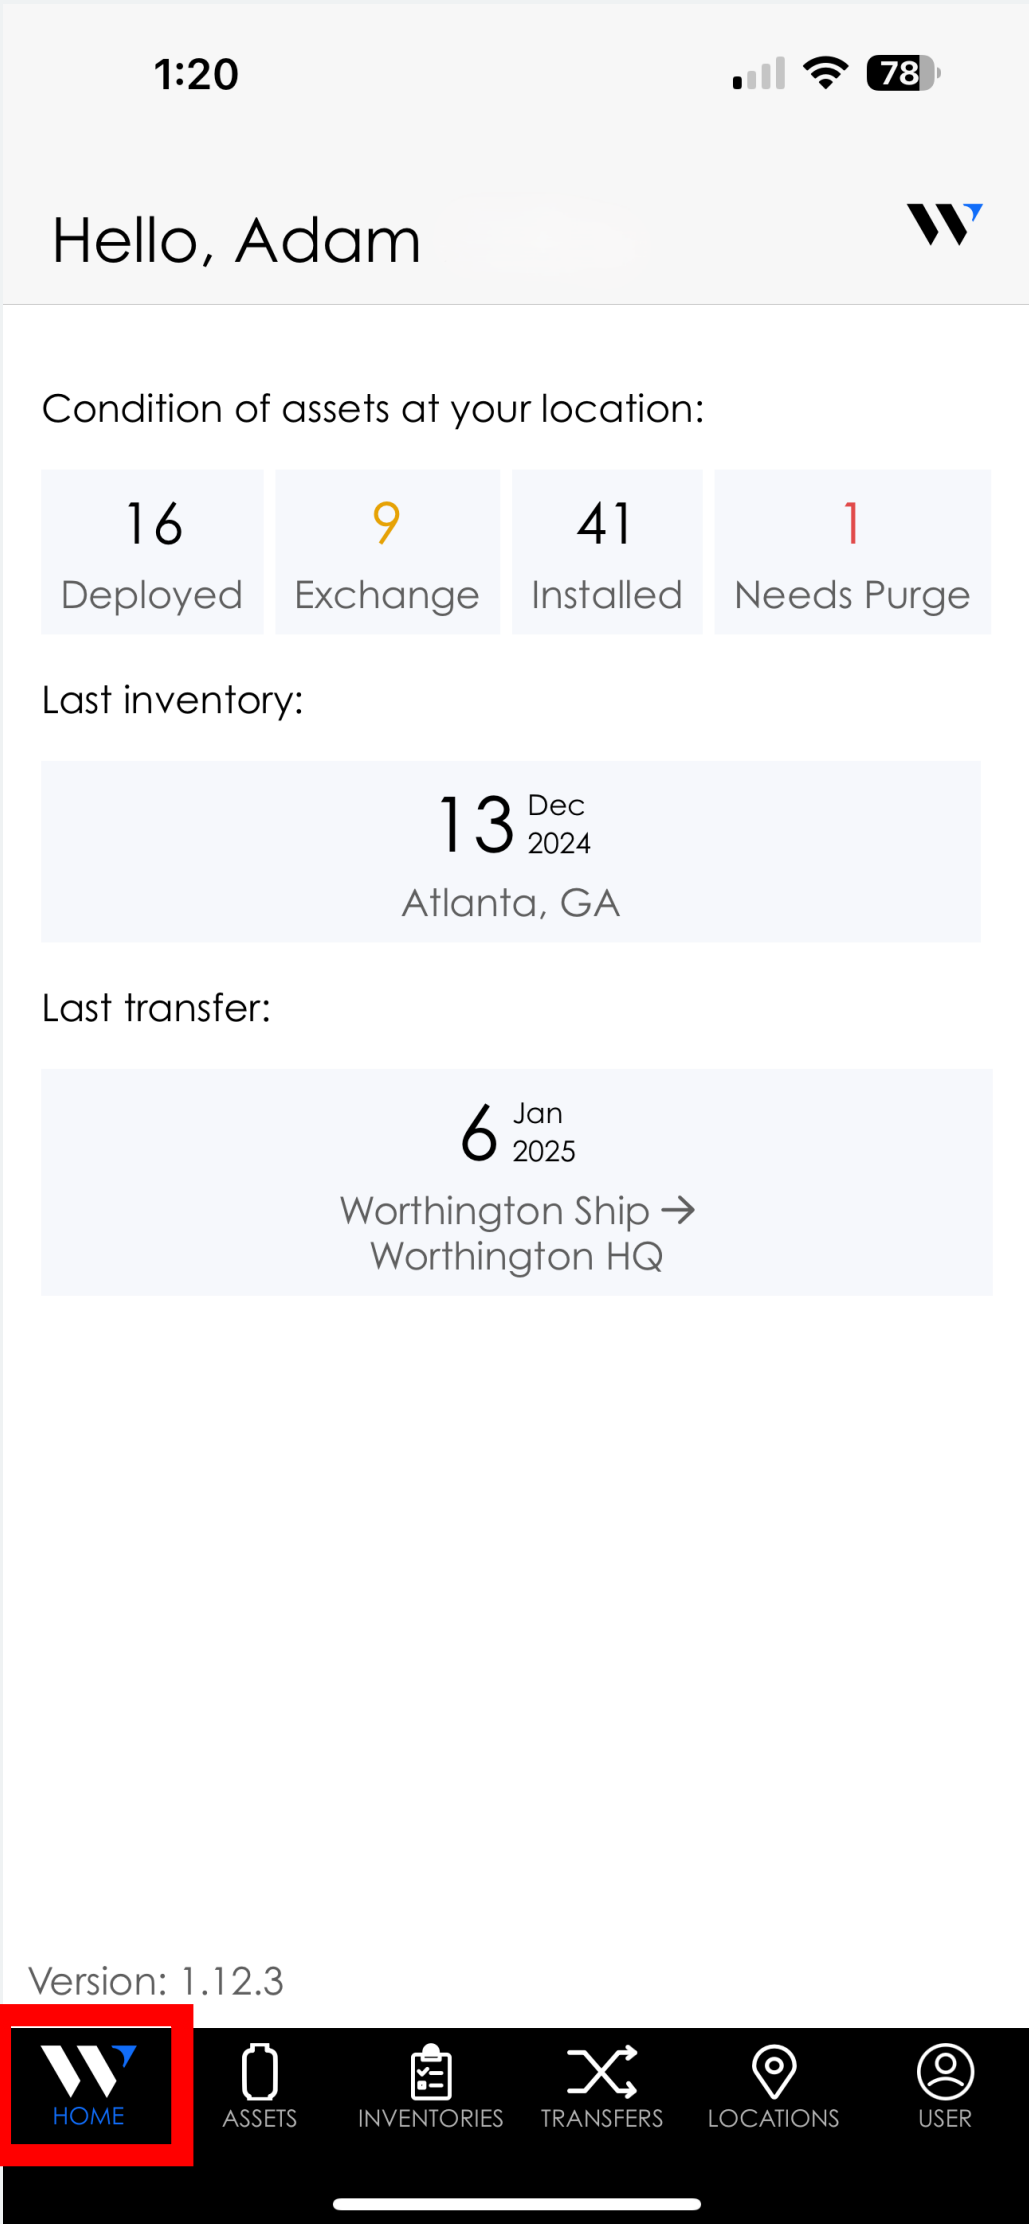 1:20
78
Hello, Adam
Condition of assets at your location:
16
Deployed
9
Exchange
41
Installed
1
Needs Purge
Last inventory:
13 Dec 2024
Atlanta, GA
Last transfer:
6 Jan 2025
Worthington Ship →
Worthington HQ
Version: 1.12.3
HOME ASSETS INVENTORIES TRANSFERS LOCATIONS USER